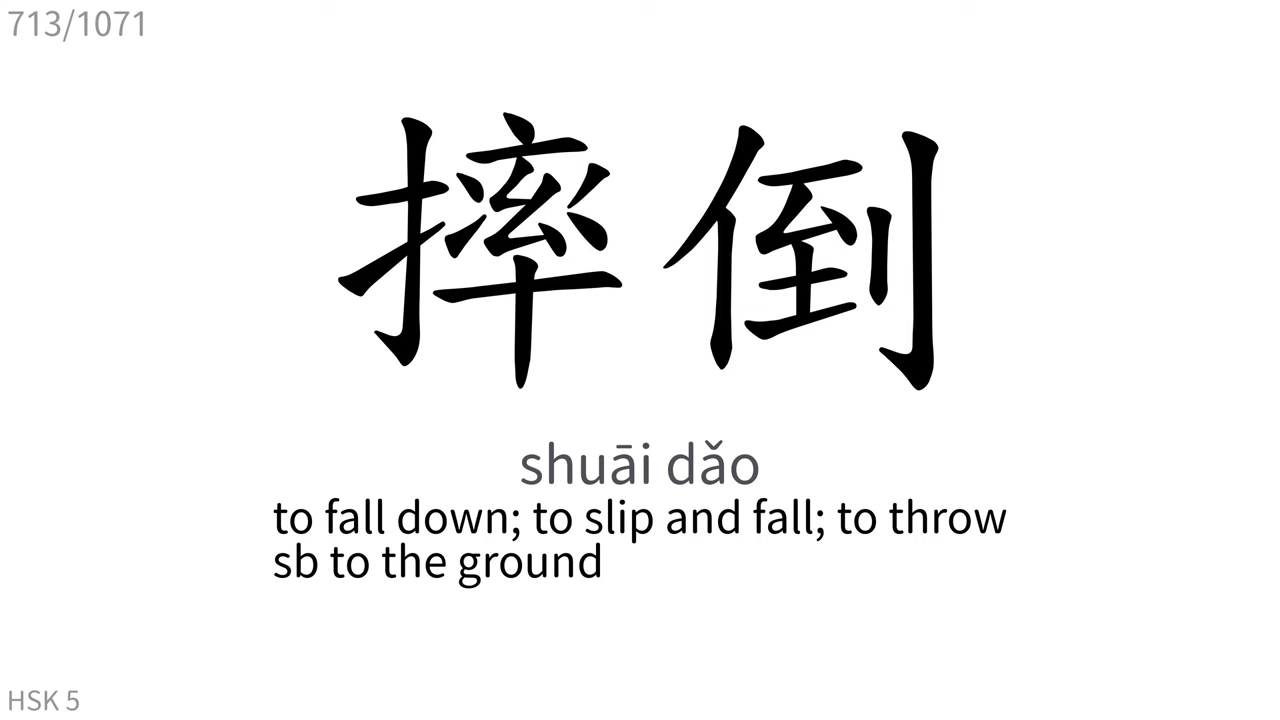 713/1071
摔倒
shuāi dǎo
to fall down; to slip and fall; to throw
sb to the ground
HSK 5